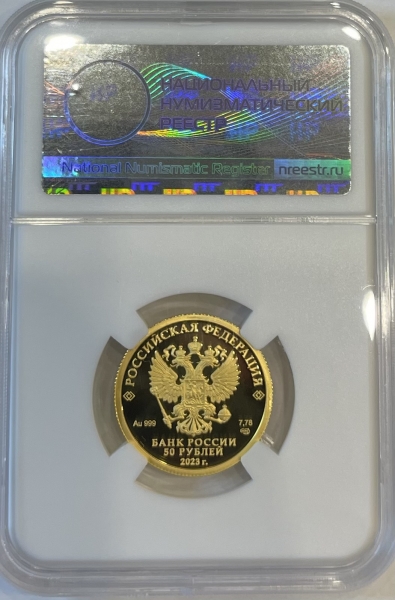 НАЦИОНАЛЬНЫЙ
НУМИЗМАТИЧЕСКИЙ
РЕЕСТР
National Numismatic Register nreestr.ru
РОССИЙСКАЯ ФЕДЕРАЦИЯ
Au 999
7,78
БАНК РОССИИ
50 РУБЛЕЙ
2023 г.